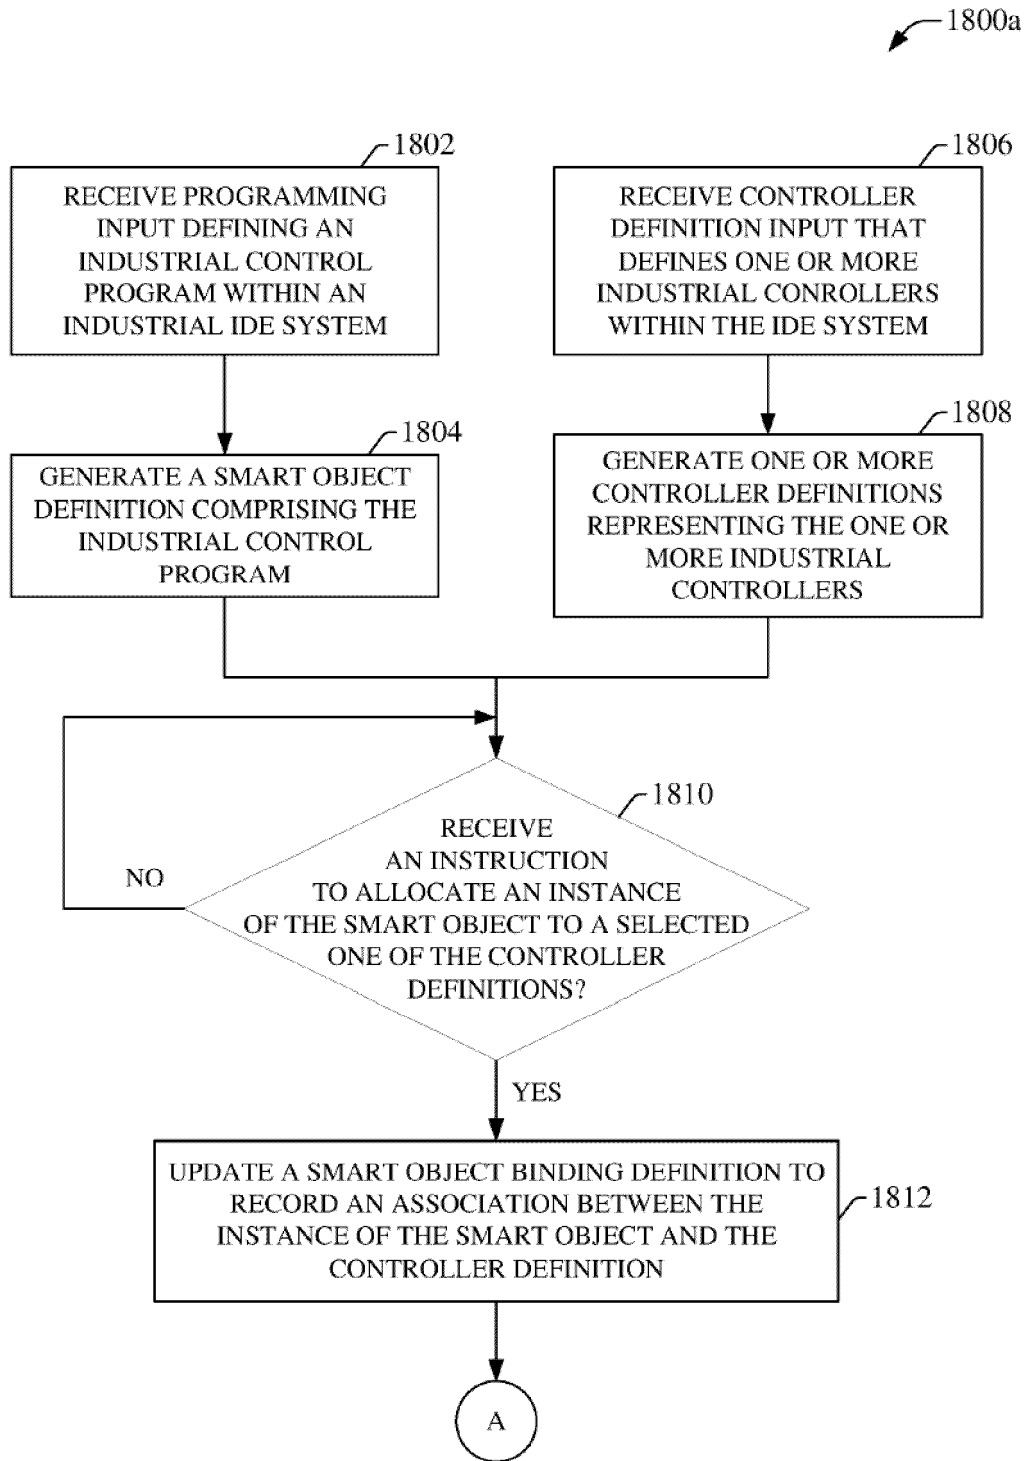 1800a
1802
RECEIVE PROGRAMMING
INPUT DEFINING AN
INDUSTRIAL CONTROL
PROGRAM WITHIN AN
INDUSTRIAL IDE SYSTEM
1806
RECEIVE CONTROLLER
DEFINITION INPUT THAT
DEFINES ONE OR MORE
INDUSTRIAL CONROLLERS
WITHIN THE IDE SYSTEM
1804
GENERATE A SMART OBJECT
DEFINITION COMPRISING THE
INDUSTRIAL CONTROL
PROGRAM
1808
GENERATE ONE OR MORE
CONTROLLER DEFINITIONS
REPRESENTING THE ONE OR
MORE INDUSTRIAL
CONTROLLERS
1810
RECEIVE
AN INSTRUCTION
TO ALLOCATE AN INSTANCE
OF THE SMART OBJECT TO A SELECTED
ONE OF THE CONTROLLER
DEFINITIONS?
NO
YES
UPDATE A SMART OBJECT BINDING DEFINITION TO
RECORD AN ASSOCIATION BETWEEN THE
INSTANCE OF THE SMART OBJECT AND THE
CONTROLLER DEFINITION
1812
A